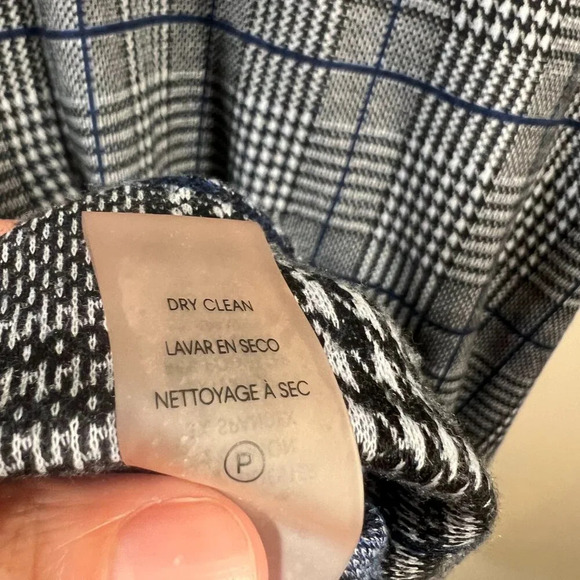 DRY CLEAN
LAVAR EN SECO
NETTOYAGE À SEC
P